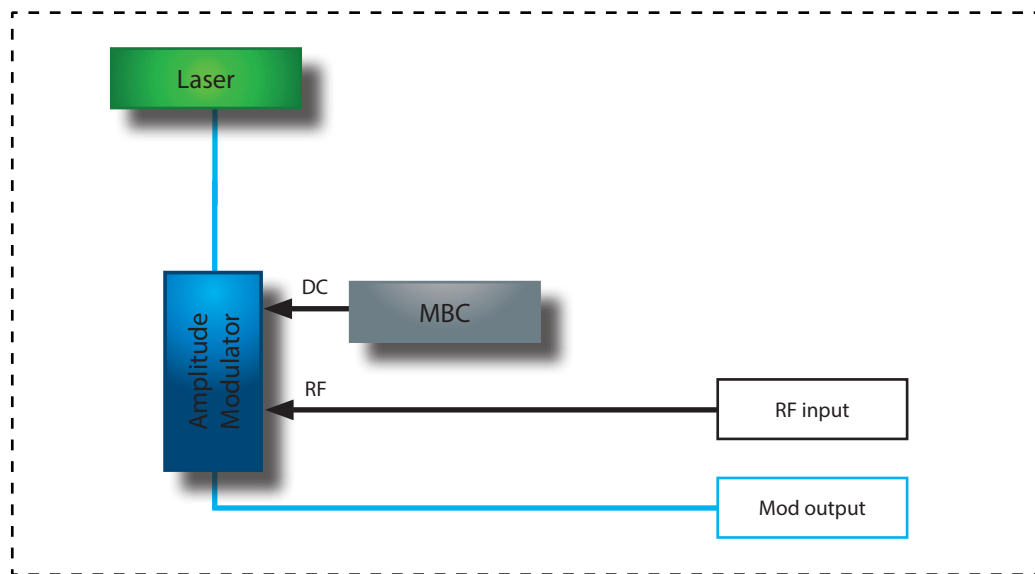 Laser
DC
MBC
Amplitude
Modulator
RF
RF input
Mod output